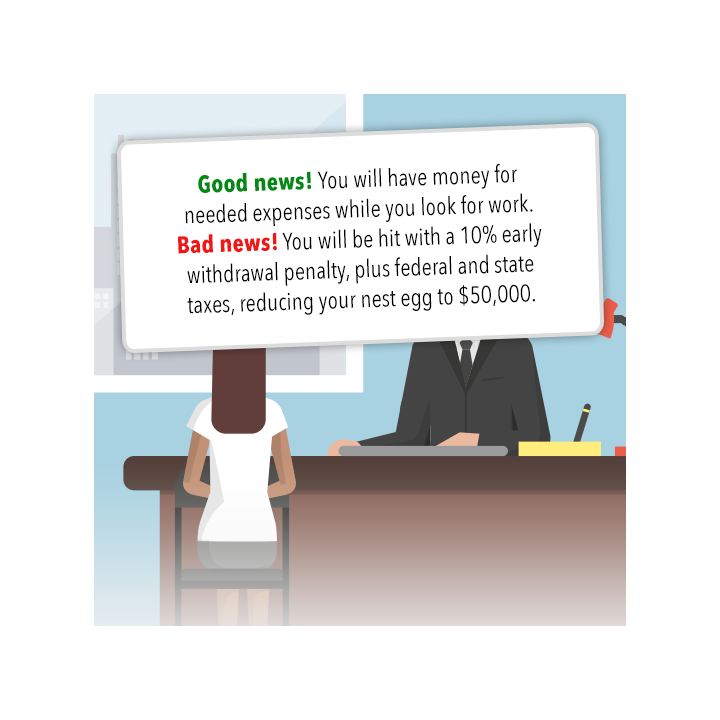 Good news! You will have money for
needed expenses while you look for work.
Bad news! You will be hit with a 10% early
withdrawal penalty, plus federal and state
taxes, reducing your nest egg to $50,000.